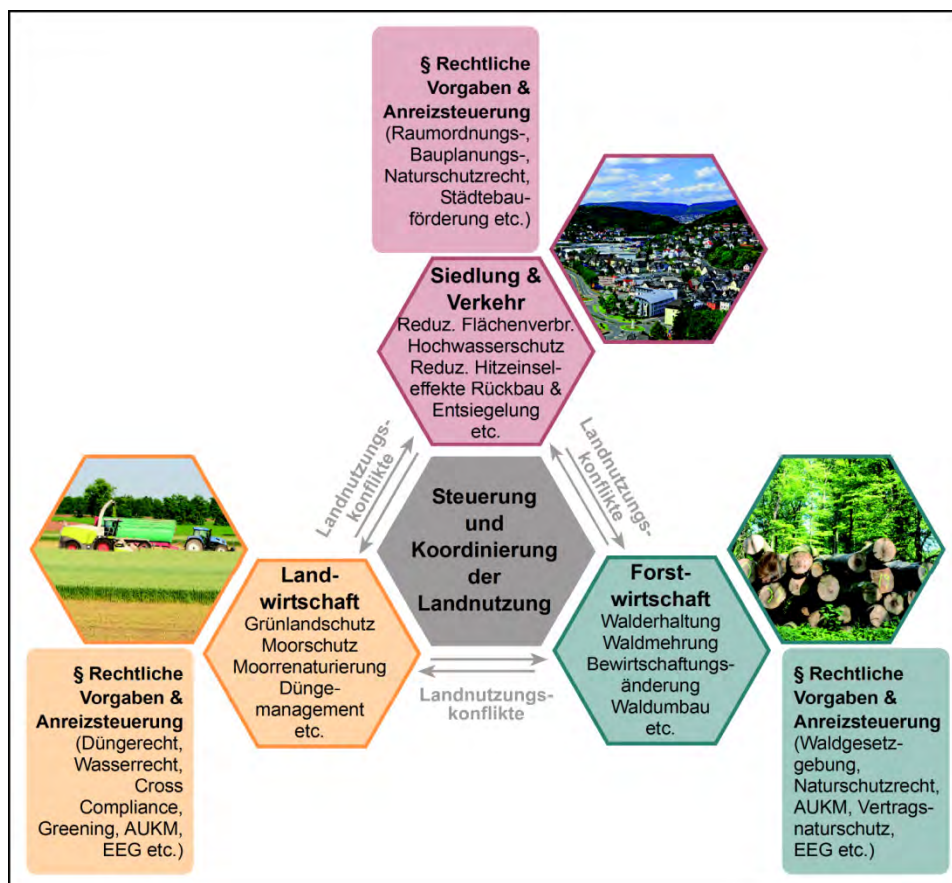 § Rechtliche
Vorgaben &
Anreizsteuerung
(Raumordnungs-,
Bauplanungs-,
Naturschutzrecht,
Städtebau-
förderung etc.)
Siedlung &
Verkehr
Reduz. Flächenverbr.
Hochwasserschutz
Reduz. Hitzeinsel-
effekte Rückbau &
Entsiegelung
etc.
Landnutzungs-
konflikte
Landnutzungs-
konflikte
Steuerung
und
Koordinierung
der
Landnutzung
Land-
wirtschaft
Grünlandschutz
Moorschutz
Moorrenaturierung
Dünge-
management
etc.
Forst-
wirtschaft
Walderhaltung
Waldmehrung
Bewirtschaftungs-
änderung
Waldumbau
etc.
Landnutzungs-
konflikte
§ Rechtliche
Vorgaben &
Anreizsteuerung
(Düngerecht,
Wasserrecht,
Cross
Compliance,
Greening, AUKM,
EEG etc.)
§ Rechtliche
Vorgaben &
Anreizsteuerung
(Waldgesetz-
gebung,
Naturschutzrecht,
AUKM, Vertrags-
naturschutz,
EEG etc.)